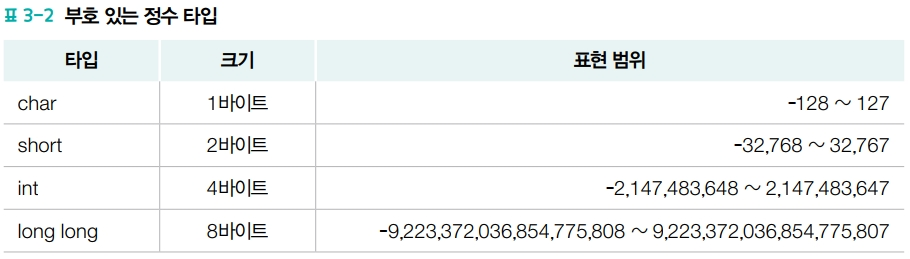 표 3-2 부호 있는 정수 타입
타입 크기 표현 범위
char 1바이트 -128 ~ 127
short 2바이트 -32,768 ~ 32,767
int 4바이트 -2,147,483,648 ~ 2,147,483,647
long long 8바이트 -9,223,372,036,854,775,808 ~ 9,223,372,036,854,775,807